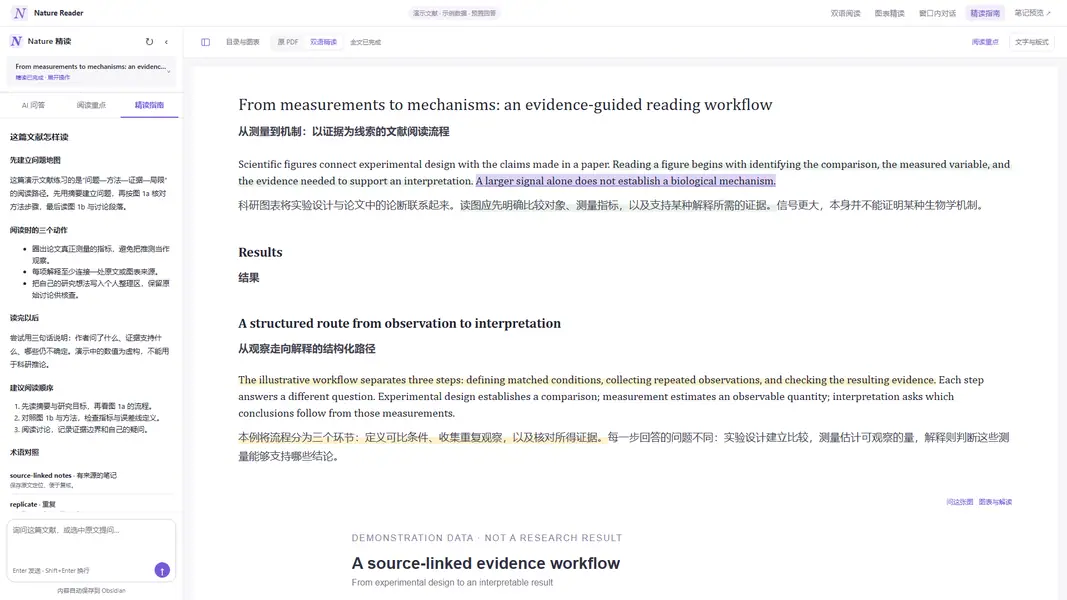 Nature Reader
演示文献 · 示例数据 · 预置回答
双语阅读
图表精读
窗口内对话
精读指南
笔记预览 ↗
Nature 精读
From measurements to mechanisms: an evidenc...
精读已完成 · 展开操作
AI 问答
阅读重点
精读指南
目录与图表
原 PDF
双语精读
全文已完成
阅读重点
文字与版式
这篇文献怎样读
先建立问题地图
这篇演示文献练习的是“问题—方法—证据—局限”
的阅读路径。先用摘要建立问题，再按图 1a 核对
方法步骤，最后读图 1b 与讨论段落。
阅读时的三个动作
• 圈出论文真正测量的指标，避免把推测当作
观察。
• 每项解释至少连接一处原文或图表来源。
• 把自己的研究想法写入个人整理区，保留原
始讨论供核查。
读完以后
尝试用三句话说明：作者问了什么、证据支持什
么、哪些仍不确定。演示中的数值为虚构，不能用
于科研推论。
建议阅读顺序
1. 先读摘要与研究目标，再看图 1a 的流程。
2. 对照图 1b 与方法，检查指标与误差线定义。
3. 阅读讨论，记录证据边界和自己的疑问。
术语对照
source-linked notes · 有来源的笔记
保存原文定位，便于复核。
replicate · 重复
询问这篇文献，或选中原文提问...
Enter 发送 · Shift+Enter 换行
内容自动保存到 Obsidian
From measurements to mechanisms: an evidence-guided reading workflow
从测量到机制：以证据为线索的文献阅读流程
Scientific figures connect experimental design with the claims made in a paper. Reading a figure begins with identifying the comparison, the measured variable, and
the evidence needed to support an interpretation. A larger signal alone does not establish a biological mechanism.
科研图表将实验设计与论文中的论断联系起来。读图应先明确比较对象、测量指标，以及支持某种解释所需的证据。信号更大，本身并不能证明某种生物学机制。
Results
结果
A structured route from observation to interpretation
从观察走向解释的结构化路径
The illustrative workflow separates three steps: defining matched conditions, collecting repeated observations, and checking the resulting evidence. Each step
answers a different question. Experimental design establishes a comparison; measurement estimates an observable quantity; interpretation asks which
conclusions follow from those measurements.
本例将流程分为三个环节：定义可比条件、收集重复观察，以及核对所得证据。每一步回答的问题不同：实验设计建立比较，测量估计可观察的量，解释则判断这些测
量能够支持哪些结论。
问这张图
图表与解读
DEMONSTRATION DATA · NOT A RESEARCH RESULT
A source-linked evidence workflow
From experimental design to an interpretable result